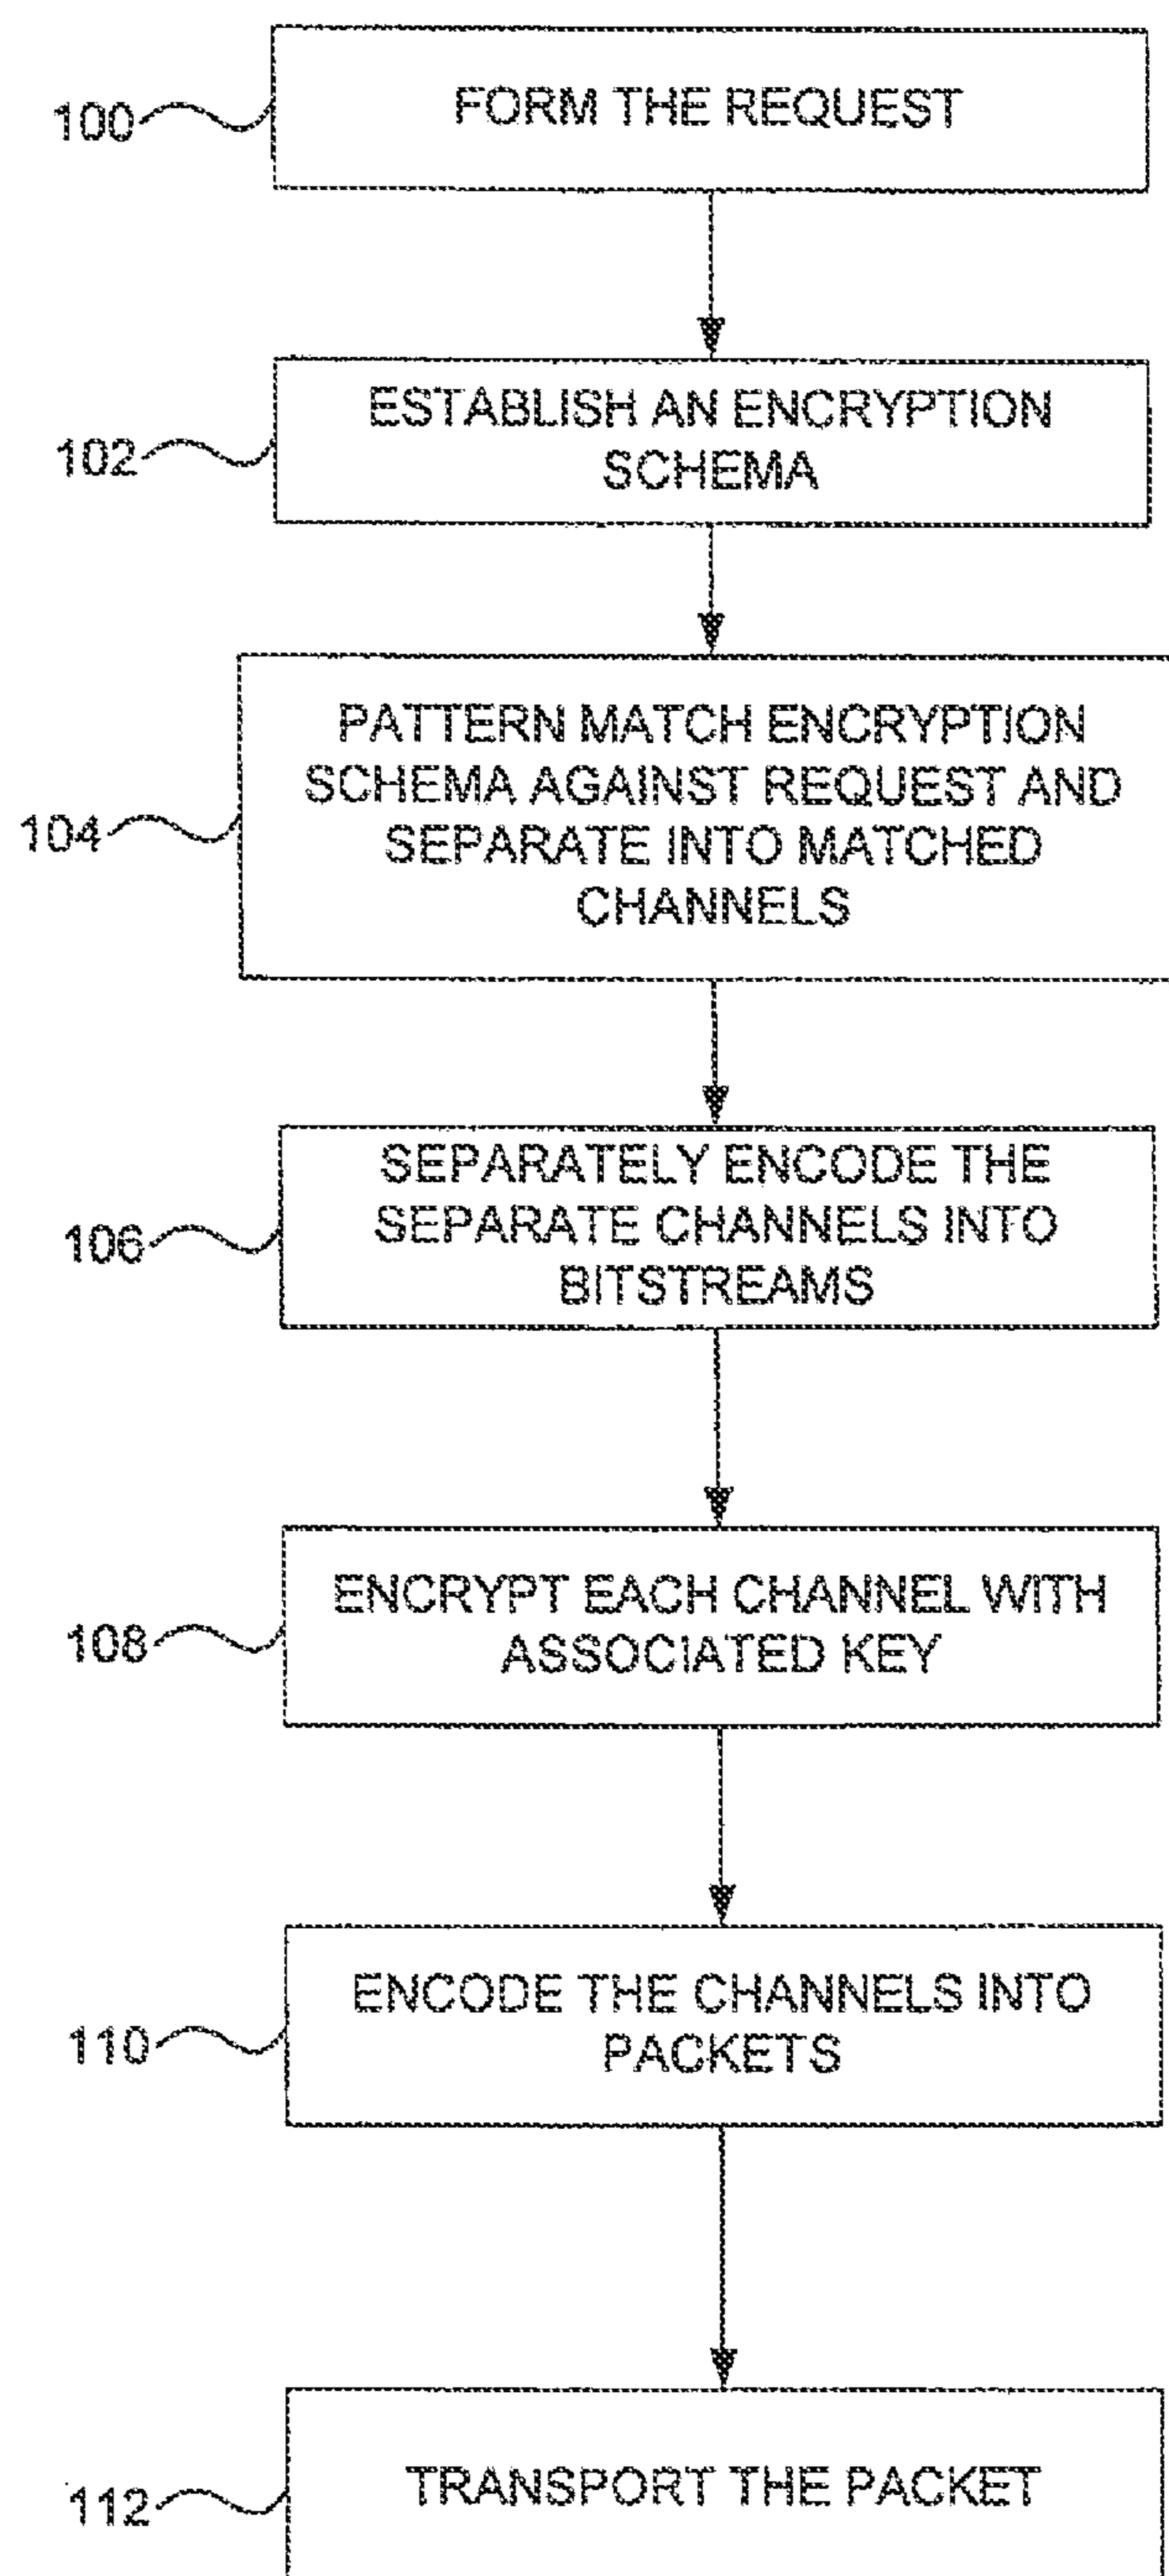 100
FORM THE REQUEST
102
ESTABLISH AN ENCRYPTION
SCHEMA
104
PATTERN MATCH ENCRYPTION
SCHEMA AGAINST REQUEST AND
SEPARATE INTO MATCHED
CHANNELS
106
SEPARATELY ENCODE THE
SEPARATE CHANNELS INTO
BITSTREAMS
108
ENCRYPT EACH CHANNEL WITH
ASSOCIATED KEY
110
ENCODE THE CHANNELS INTO
PACKETS
112
TRANSPORT THE PACKET